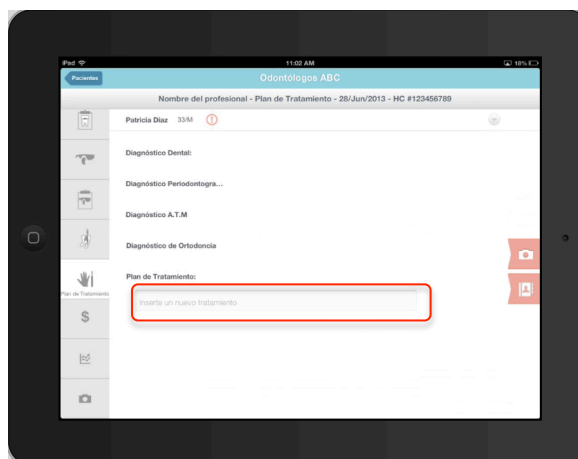 iPad
11:02 AM
18%
Pacientes
Odontólogos ABC
Nombre del profesional - Plan de Tratamiento - 28/Jun/2013 - HC #123456789
Patricia Diaz 33/M
Diagnóstico Dental:
Diagnóstico Periodontogra...
Diagnóstico A.T.M
Diagnóstico de Ortodoncia
Plan de Tratamiento:
Plan de Tratamiento
Inserte un nuevo tratamiento
$